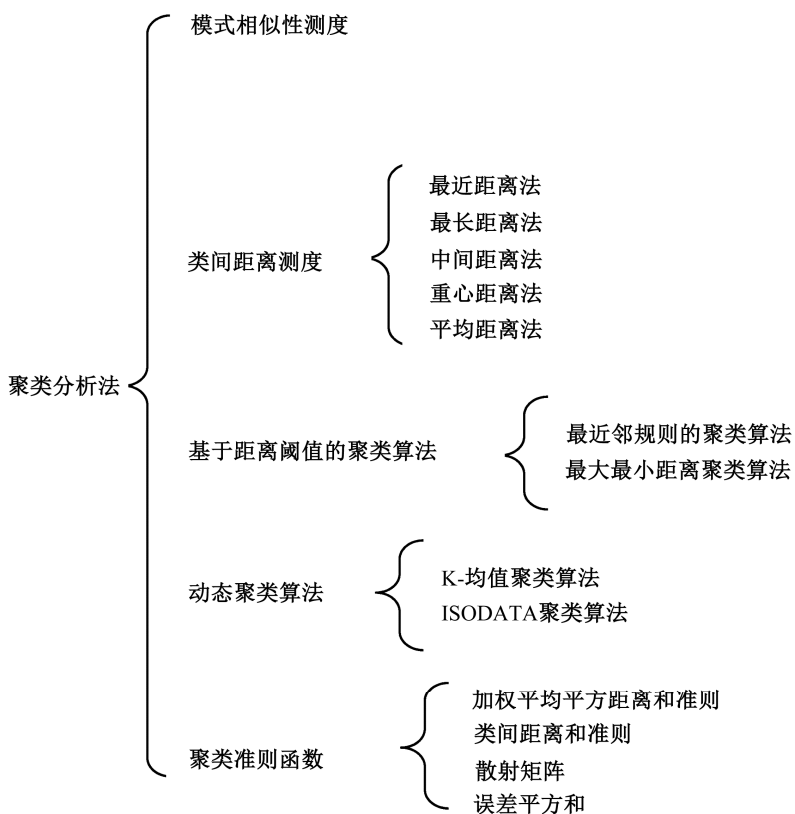 模式相似性测度
最近距离法
最长距离法
类间距离测度
中间距离法
重心距离法
平均距离法
聚类分析法
最近邻规则的聚类算法
基于距离阈值的聚类算法
最大最小距离聚类算法
K-均值聚类算法
动态聚类算法
ISODATA聚类算法
加权平均平方距离和准则
类间距离和准则
聚类准则函数
散射矩阵
误差平方和